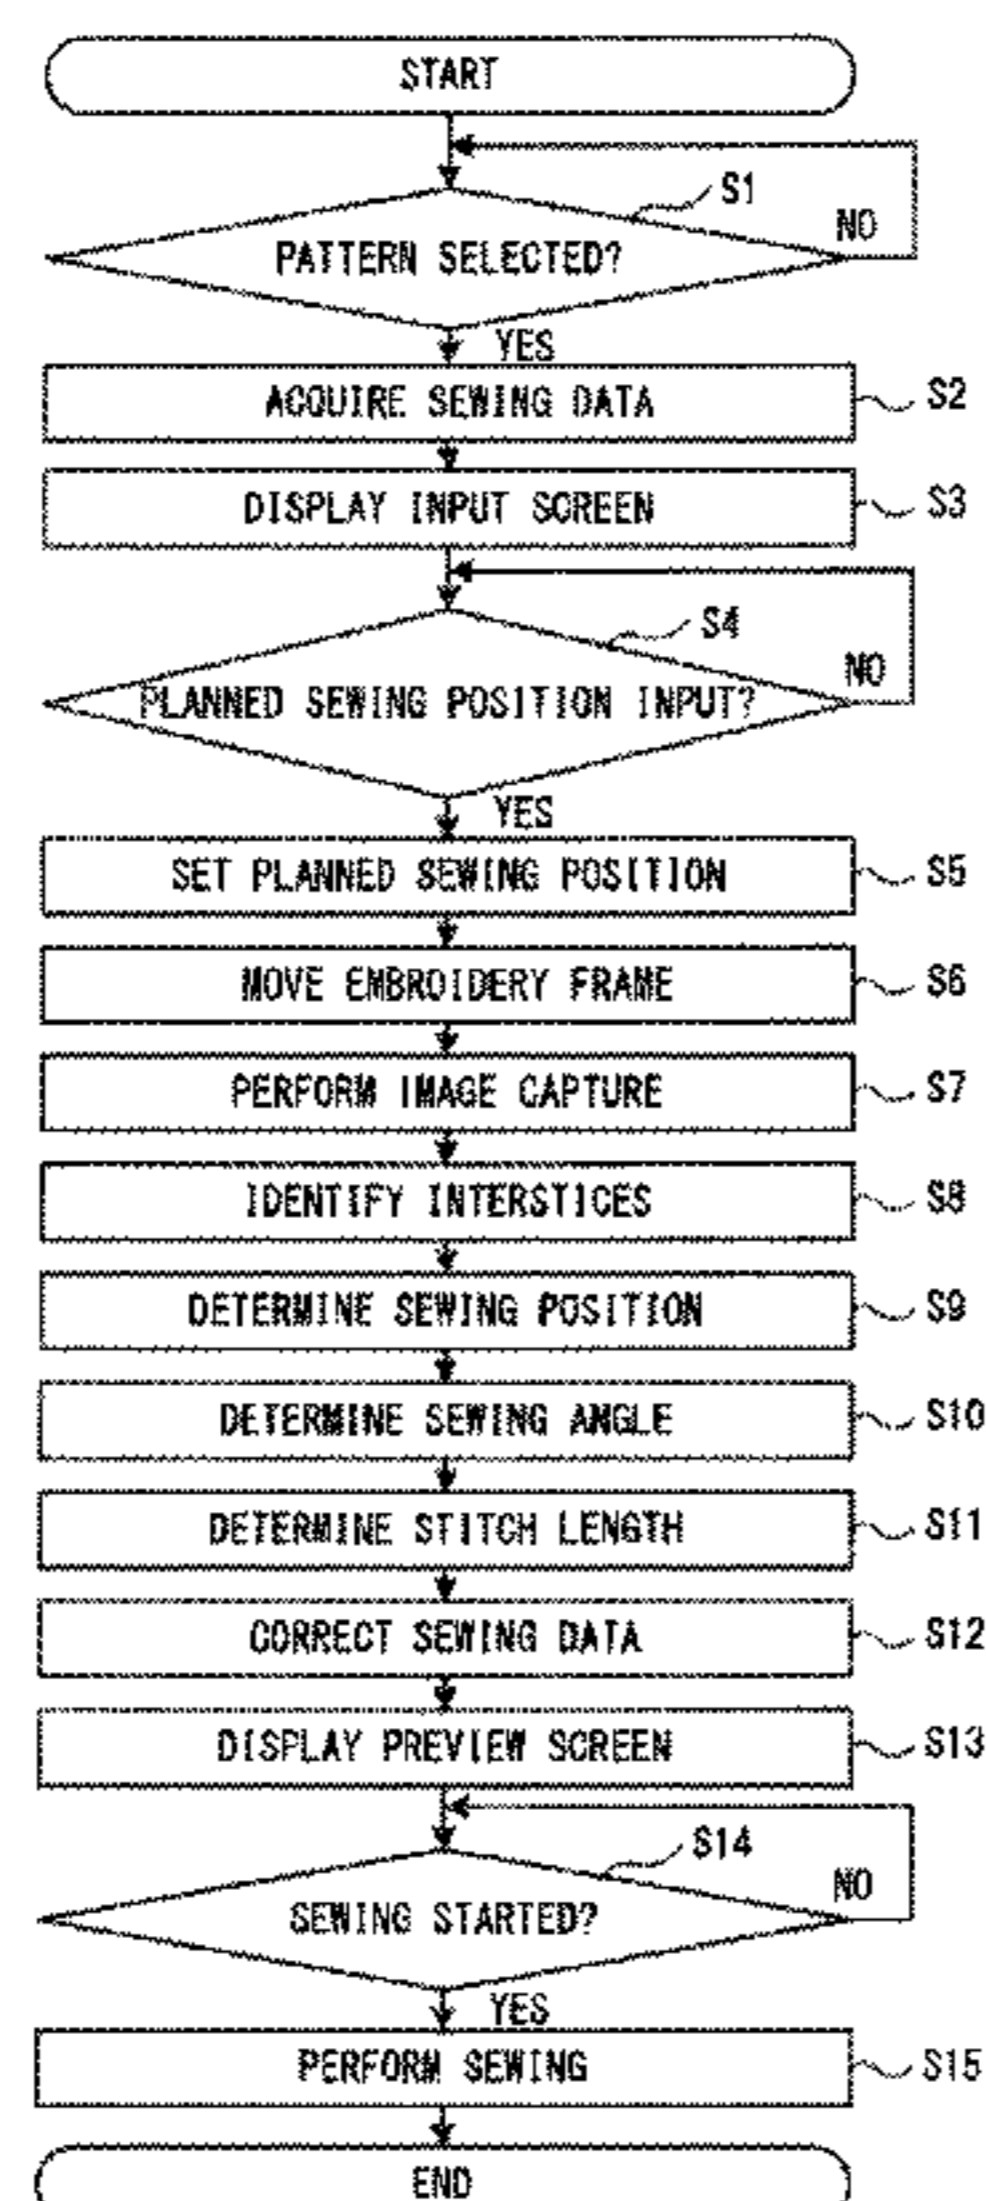 START
S1
NO
PATTERN SELECTED?
YES
ACQUIRE SEWING DATA S2
DISPLAY INPUT SCREEN S3
S4
NO
PLANNED SEWING POSITION INPUT?
YES
SET PLANNED SEWING POSITION S5
MOVE EMBROIDERY FRAME S6
PERFORM IMAGE CAPTURE S7
IDENTIFY INTERSTICES S8
DETERMINE SEWING POSITION S9
DETERMINE SEWING ANGLE S10
DETERMINE STITCH LENGTH S11
CORRECT SEWING DATA S12
DISPLAY PREVIEW SCREEN S13
S14
NO
SEWING STARTED?
YES
PERFORM SEWING S15
END